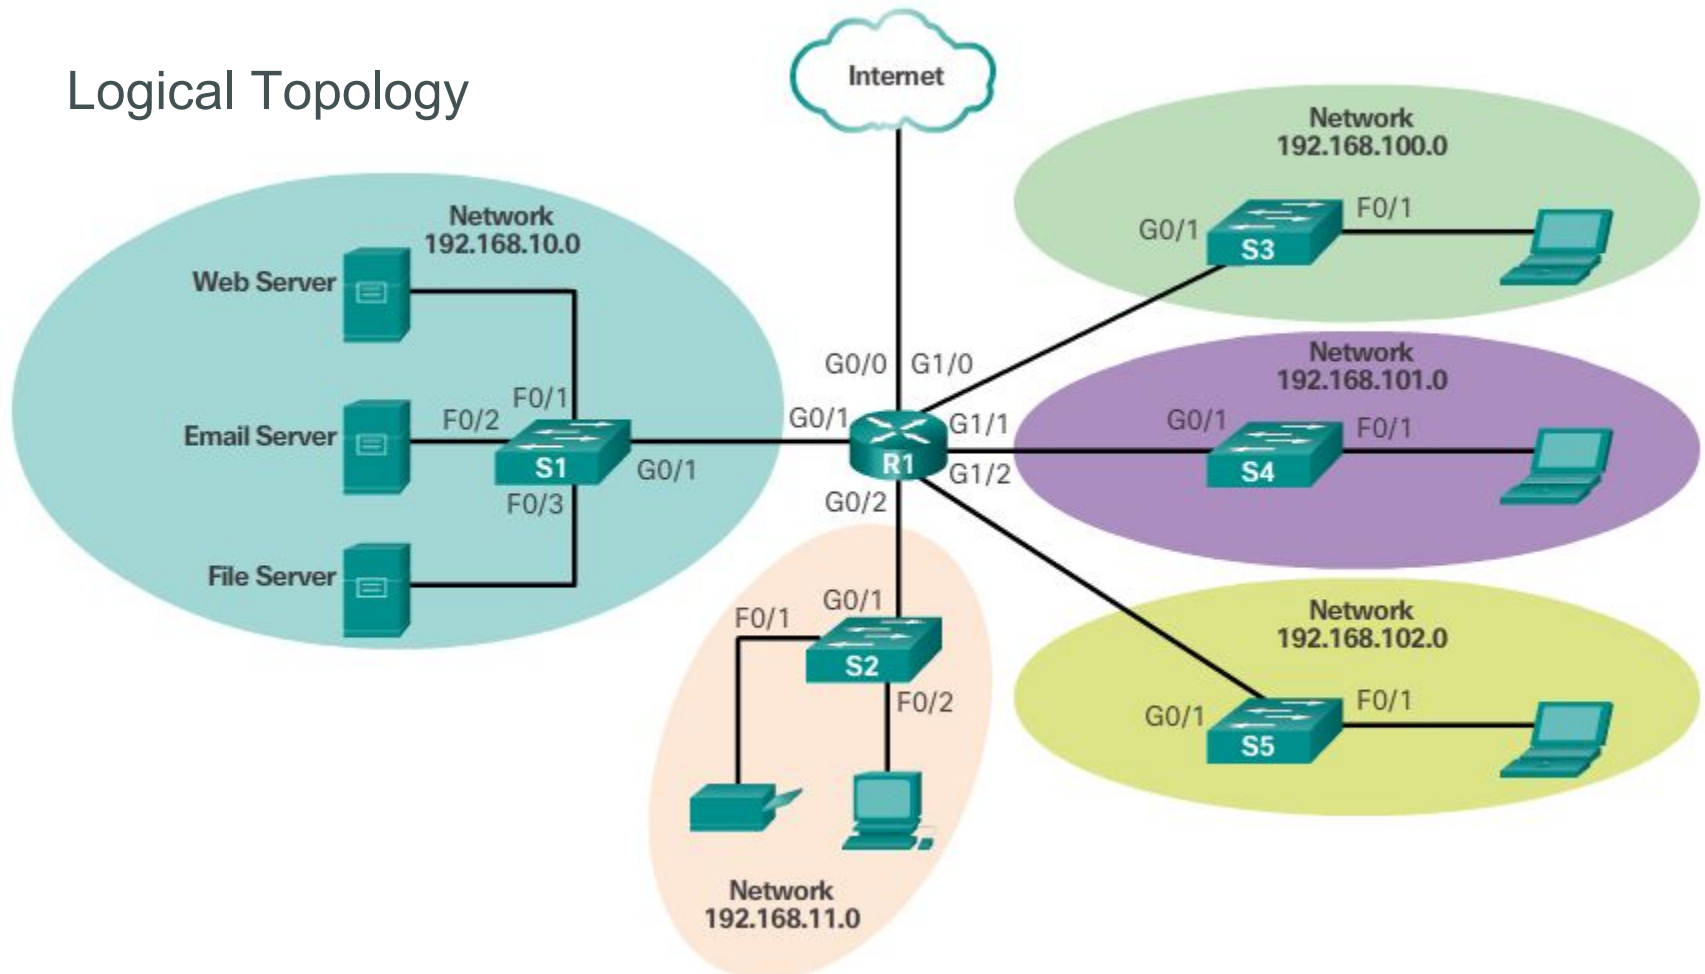 Logical Topology
Internet
Network
192.168.10.0
Web Server
Email Server
File Server
F0/1
F0/2
F0/3
S1
G0/1
G0/0
G1/0
G0/1
G1/1
R1
G1/2
G0/2
Network
192.168.100.0
G0/1
S3
F0/1
Network
192.168.101.0
G0/1
S4
F0/1
Network
192.168.102.0
G0/1
S5
F0/1
G0/1
F0/1
S2
F0/2
Network
192.168.11.0